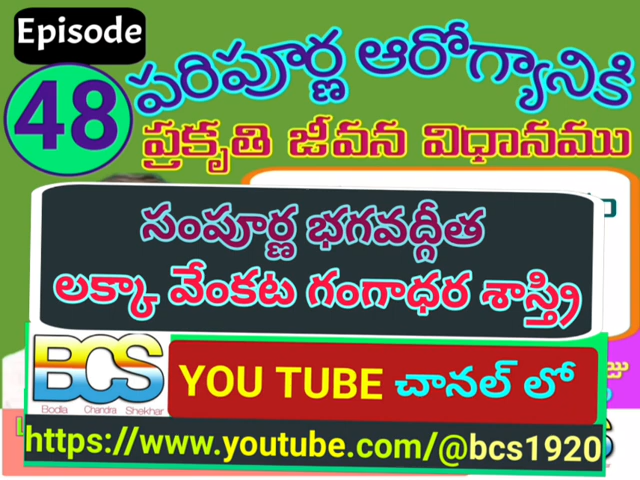 Episode
48
పరిపూర్ణ ఆరోగ్యానికి
ప్రకృతి జీవన విధానము
సంపూర్ణ భగవద్గీత
లక్కా వేంకట గంగాధర శాస్త్రి
BCS
Bodla Chandra Shekhar
YOU TUBE చానల్ లో
https://www.youtube.com/@bcs1920